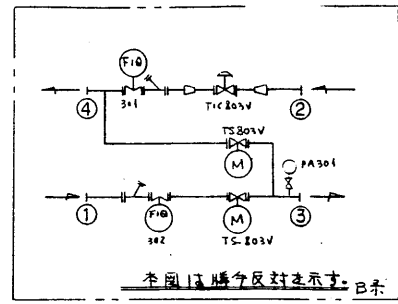 FIQ
301
TIC803V
④
②
TS803V
M
PA301
①
FIQ
302
M
TS-803V
③
本図は勝手反対を示す。B系